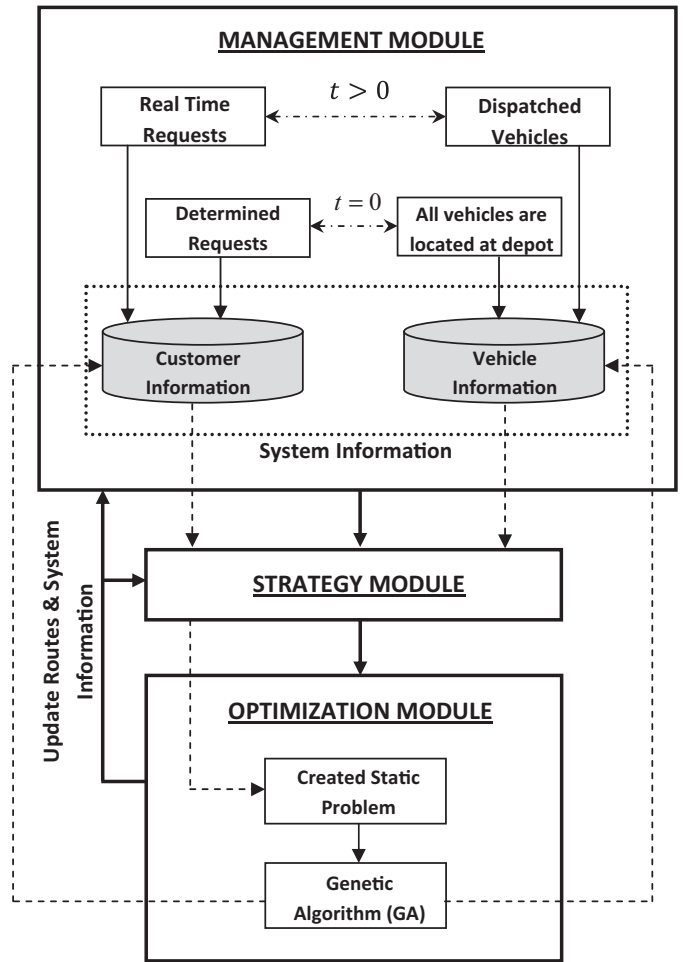 MANAGEMENT MODULE
Real Time
Requests
t > 0
Dispatched
Vehicles
Determined
Requests
t = 0
All vehicles are
located at depot
Customer
Information
Vehicle
Information
System Information
Update Routes & System
Information
STRATEGY MODULE
OPTIMIZATION MODULE
Created Static
Problem
Genetic
Algorithm (GA)